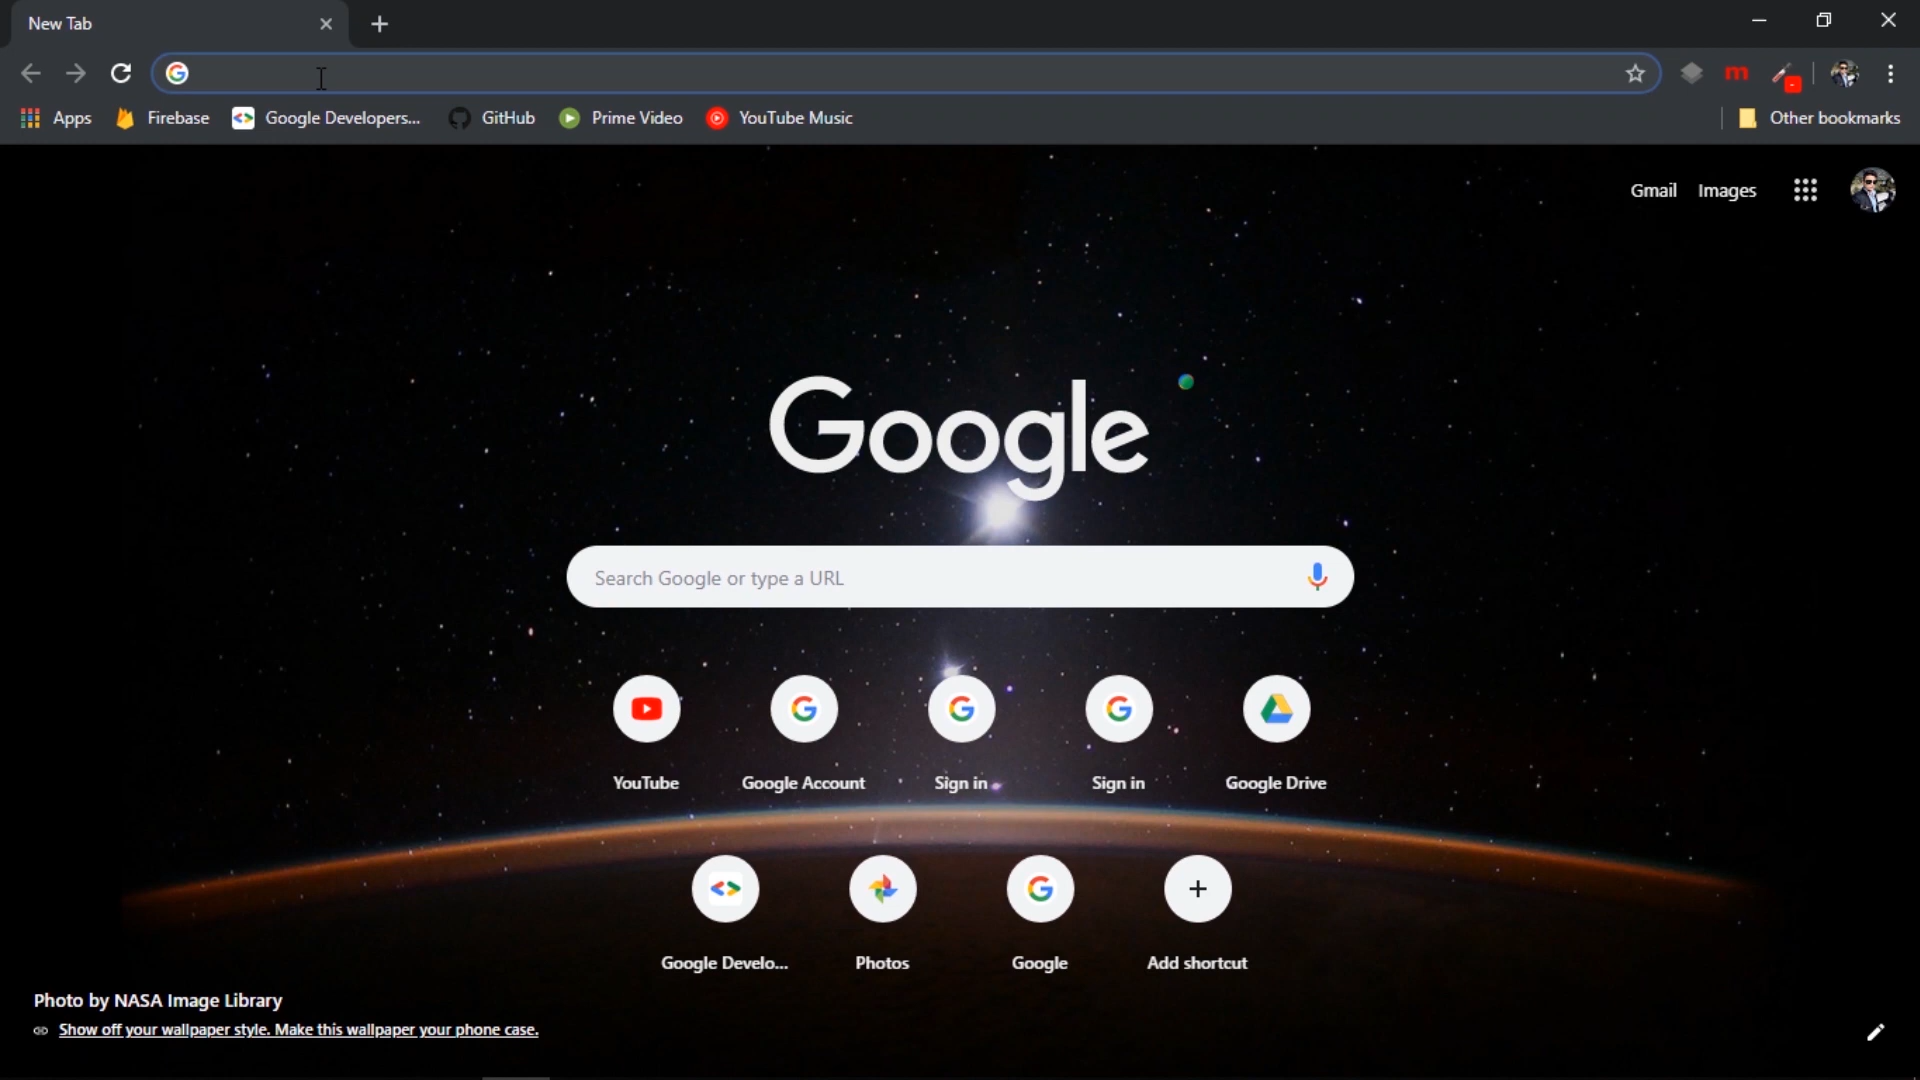 New Tab
Apps Firebase Google Developers... GitHub Prime Video YouTube Music Other bookmarks
Gmail Images
Google
Search Google or type a URL
YouTube Google Account Sign in Sign in Google Drive
Google Develo... Photos Google Add shortcut
Photo by NASA Image Library
Show off your wallpaper style. Make this wallpaper your phone case.